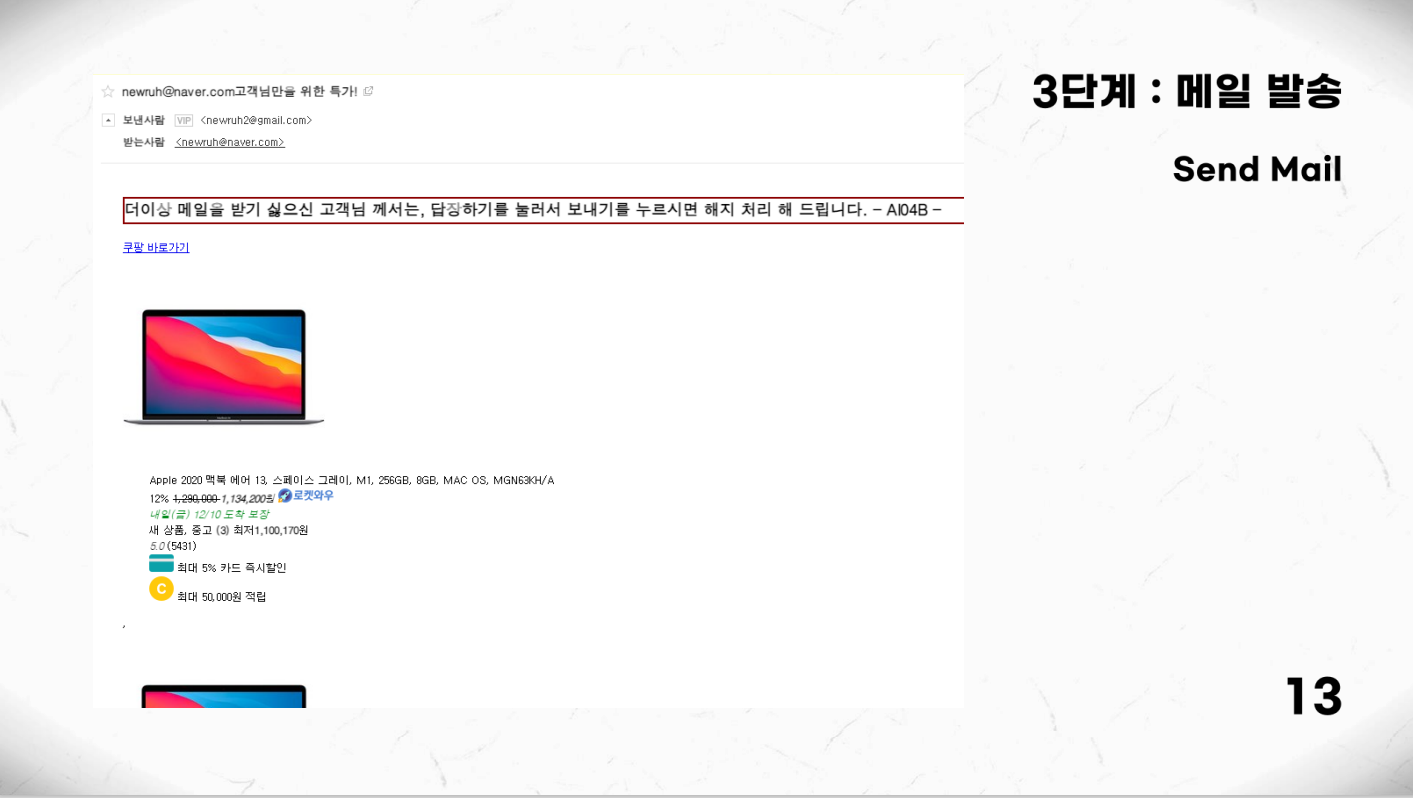 3단계 : 메일 발송
Send Mail
newruh@naver.com고객님만을 위한 특가!
보낸사람 VIP <newruh2@gmail.com>
받는사람 <newruh@naver.com>
더이상 메일을 받기 싫으신 고객님 께서는, 답장하기를 눌러서 보내기를 누르시면 해지 처리 해 드립니다. - AI04B -
쿠팡 바로가기
Apple 2020 맥북 에어 13, 스페이스 그레이, M1, 256GB, 8GB, MAC OS, MGN63KH/A
12% 1,290,000 1,134,200원 로켓와우
내일(금) 12/10 도착 보장
새 상품, 중고 (3) 최저1,100,170원
5.0 (5431)
최대 5% 카드 즉시할인
C 최대 50,000원 적립
,
13